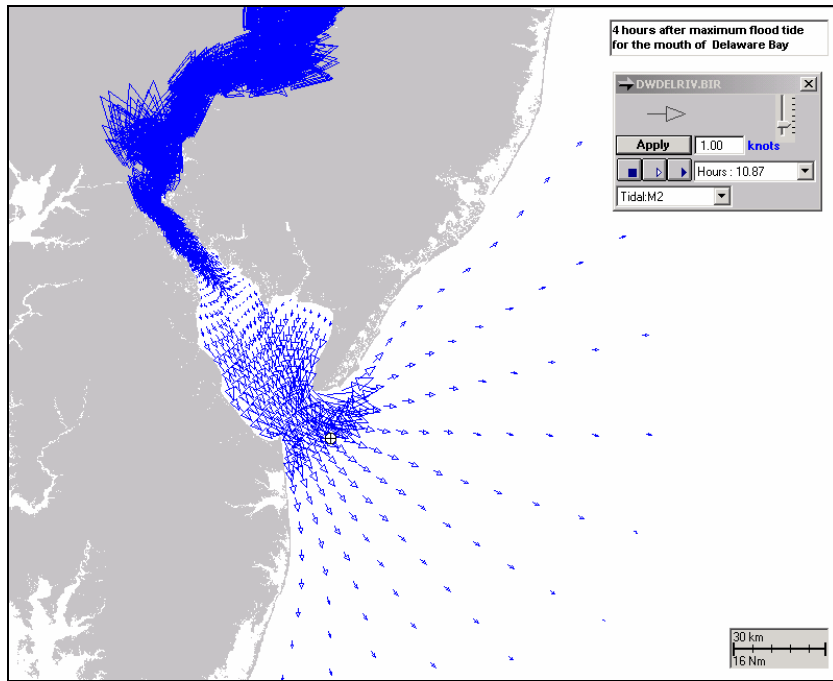 4 hours after maximum flood tide
for the mouth of Delaware Bay
DWDELRIV.BIR
Apply
1.00
knots
Hours : 10.87
Tidal:M2
30 km
16 Nm